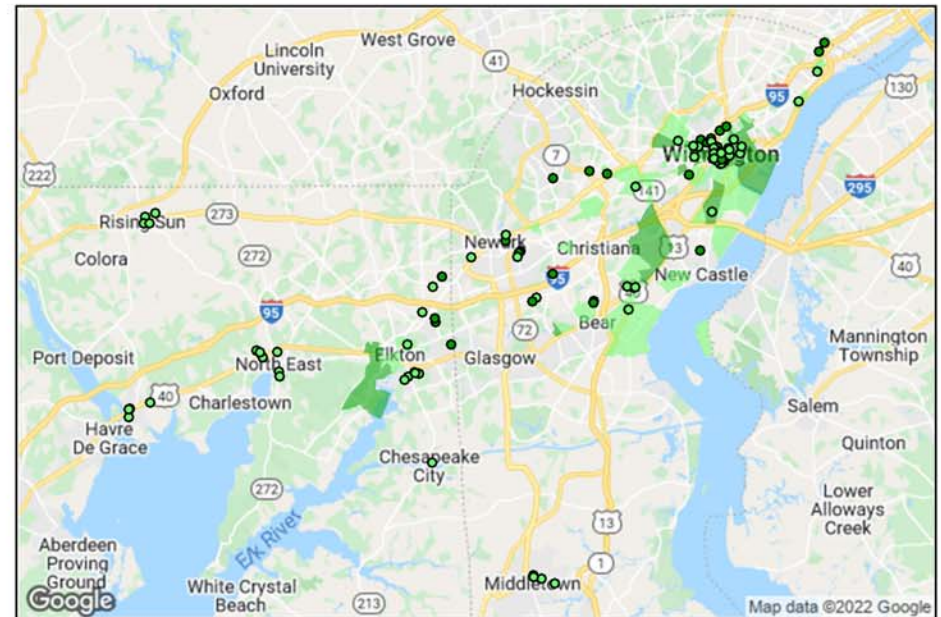 West Grove
Lincoln
University
41
Oxford
Hockessin
95
130
7
Wilmington
222
141
295
Rising Sun
273
Newark
Christiana
13
272
Colora
40
95
New Castle
95
40
72
Bear
Mannington
Township
Port Deposit
North East
Elkton
Glasgow
40
Charlestown
Salem
Havre
De Grace
Quinton
Chesapeake
City
272
Lower
Alloways
Creek
13
Elk River
Aberdeen
Proving
Ground
White Crystal
Beach
Middletown
1
213
Google
Map data ©2022 Google